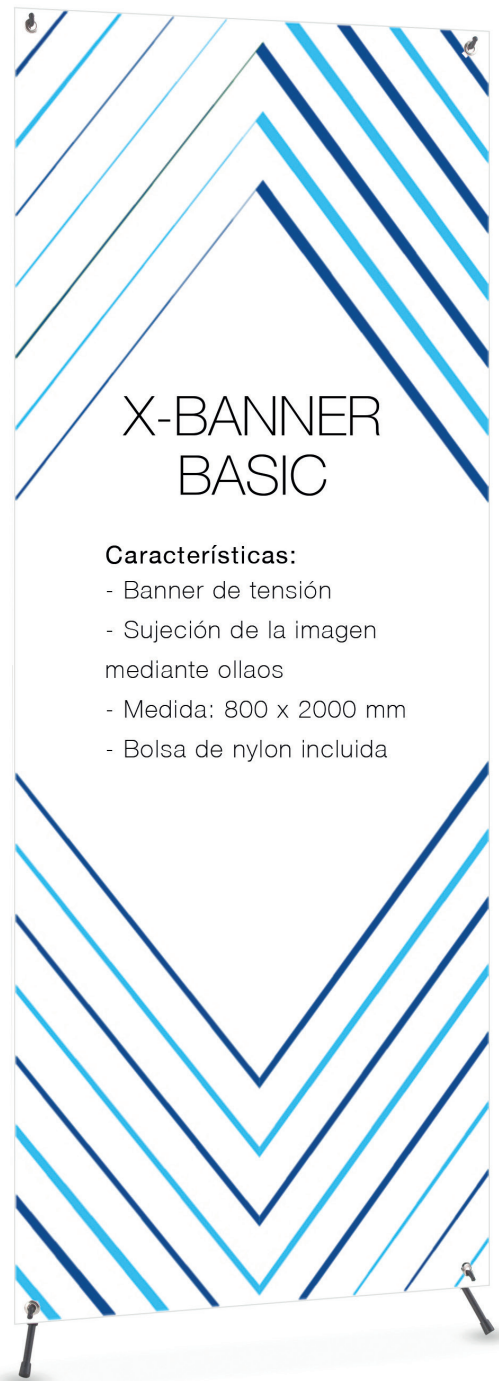 X-BANNER
BASIC
Características:
- Banner de tensión
- Sujeción de la imagen
mediante ollaos
- Medida: 800 x 2000 mm
- Bolsa de nylon incluida